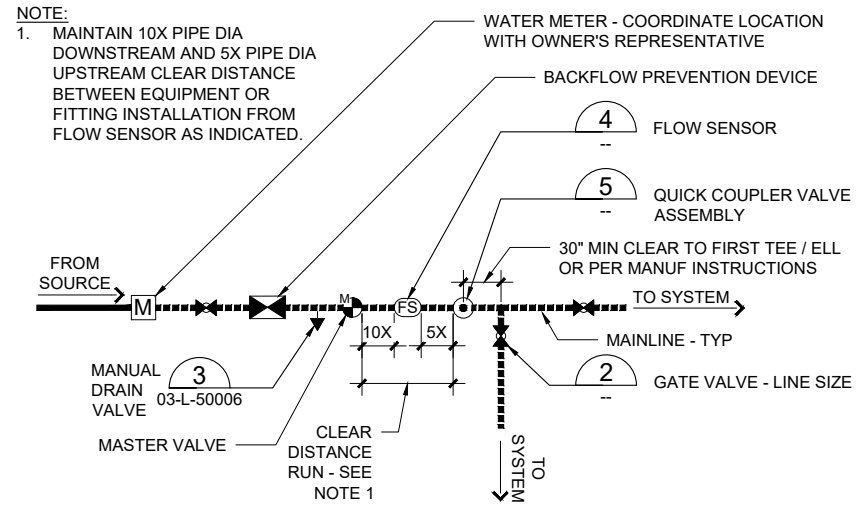 NOTE:
1. MAINTAIN 10X PIPE DIA
DOWNSTREAM AND 5X PIPE DIA
UPSTREAM CLEAR DISTANCE
BETWEEN EQUIPMENT OR
FITTING INSTALLATION FROM
FLOW SENSOR AS INDICATED.
WATER METER - COORDINATE LOCATION
WITH OWNER'S REPRESENTATIVE
BACKFLOW PREVENTION DEVICE
4
--
FLOW SENSOR
5
--
QUICK COUPLER VALVE
ASSEMBLY
30" MIN CLEAR TO FIRST TEE / ELL
OR PER MANUF INSTRUCTIONS
FROM
SOURCE
M
M
FS
TO SYSTEM
10X
5X
MAINLINE - TYP
MANUAL
DRAIN
VALVE
3
03-L-50006
2
--
GATE VALVE - LINE SIZE
MASTER VALVE
CLEAR
DISTANCE
RUN - SEE
NOTE 1
TO
SYSTEM